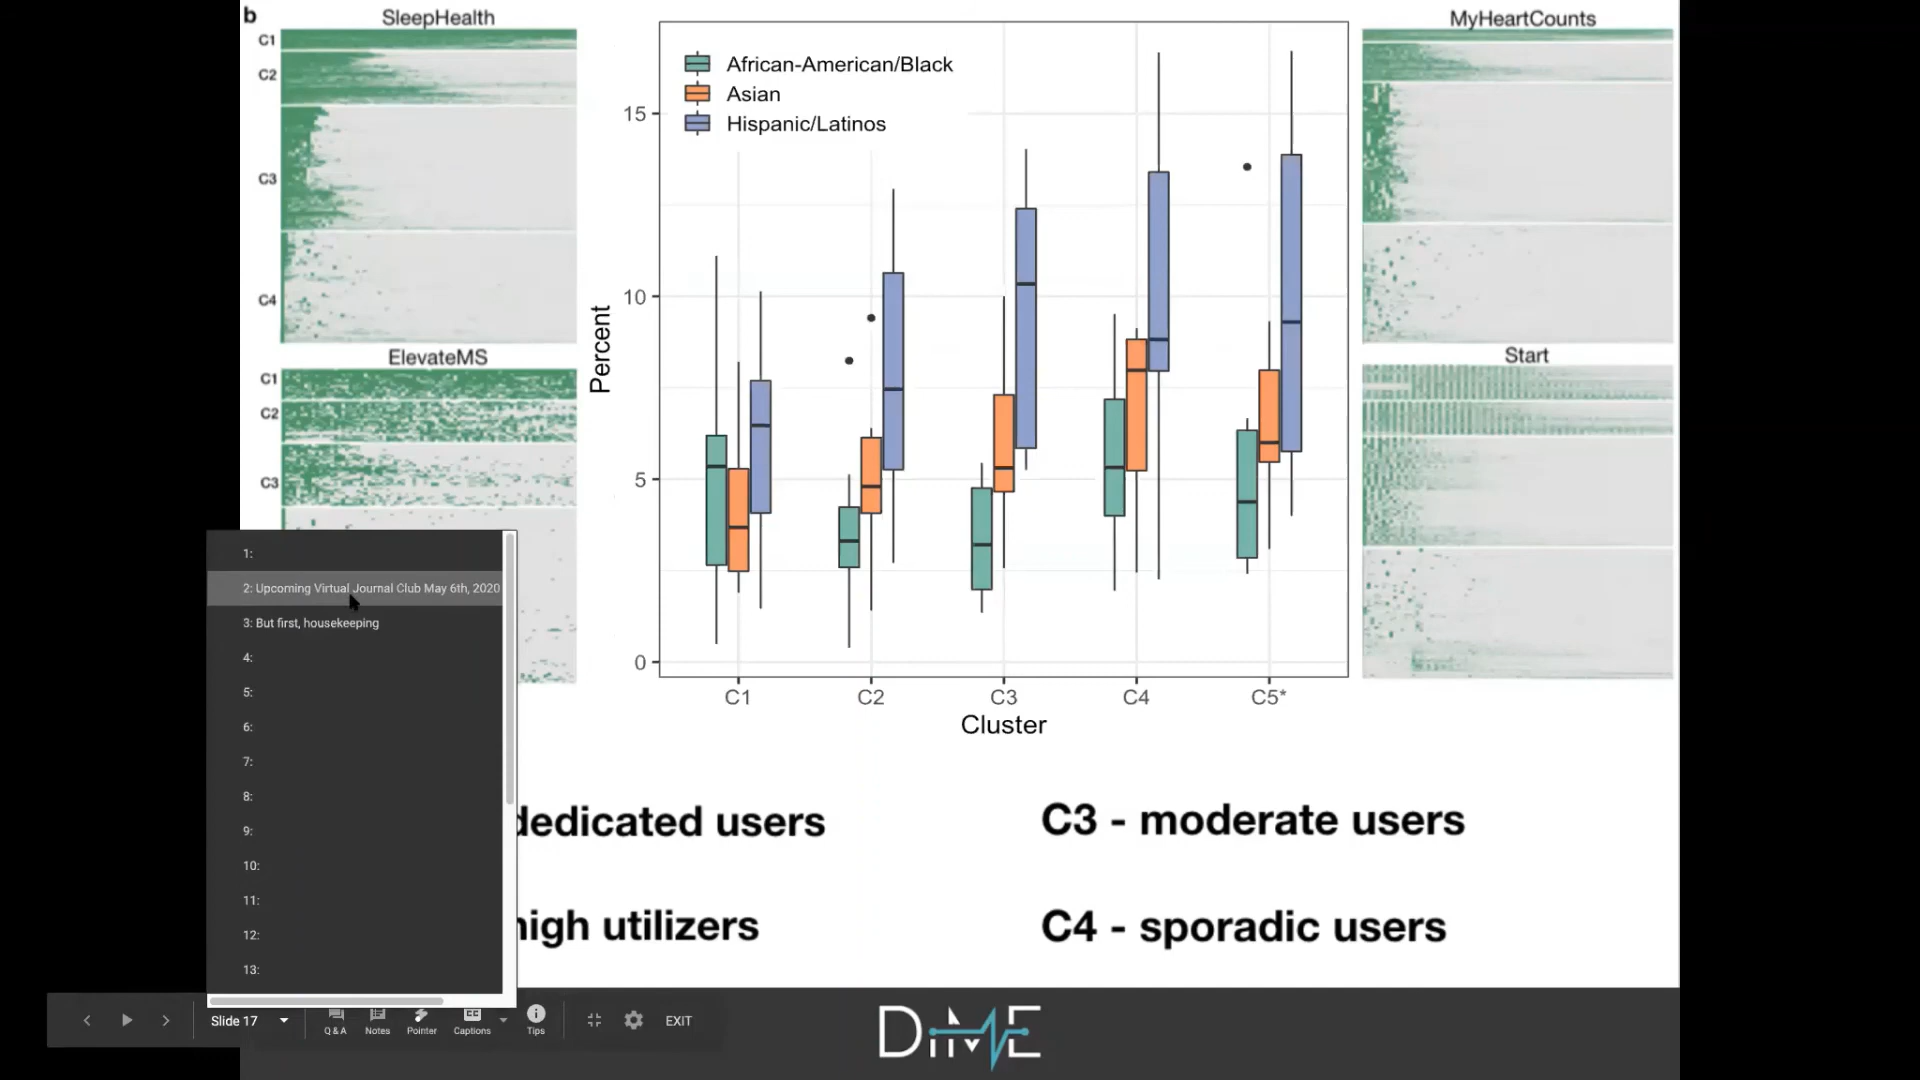 b
SleepHealth
C1
C2
C3
C4
ElevateMS
C1
C2
C3
African-American/Black
Asian
Hispanic/Latinos
15
10
5
0
Percent
C1
C2
C3
C4
C5*
Cluster
MyHeartCounts
Start
dedicated users
C3 - moderate users
high utilizers
C4 - sporadic users
1:
2: Upcoming Virtual Journal Club May 6th, 2020
3: But first, housekeeping
4:
5:
6:
7:
8:
9:
10:
11:
12:
13:
Slide 17
Q & A
Notes
Pointer
CC
Captions
Tips
EXIT
DiME